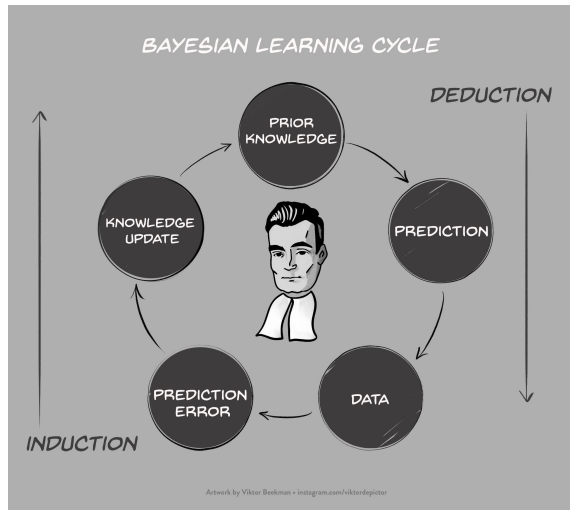 BAYESIAN LEARNING CYCLE
DEDUCTION
PRIOR
KNOWLEDGE
PREDICTION
DATA
PREDICTION
ERROR
KNOWLEDGE
UPDATE
INDUCTION
Artwork by Viktor Beekman • instagram.com/viktordepictor